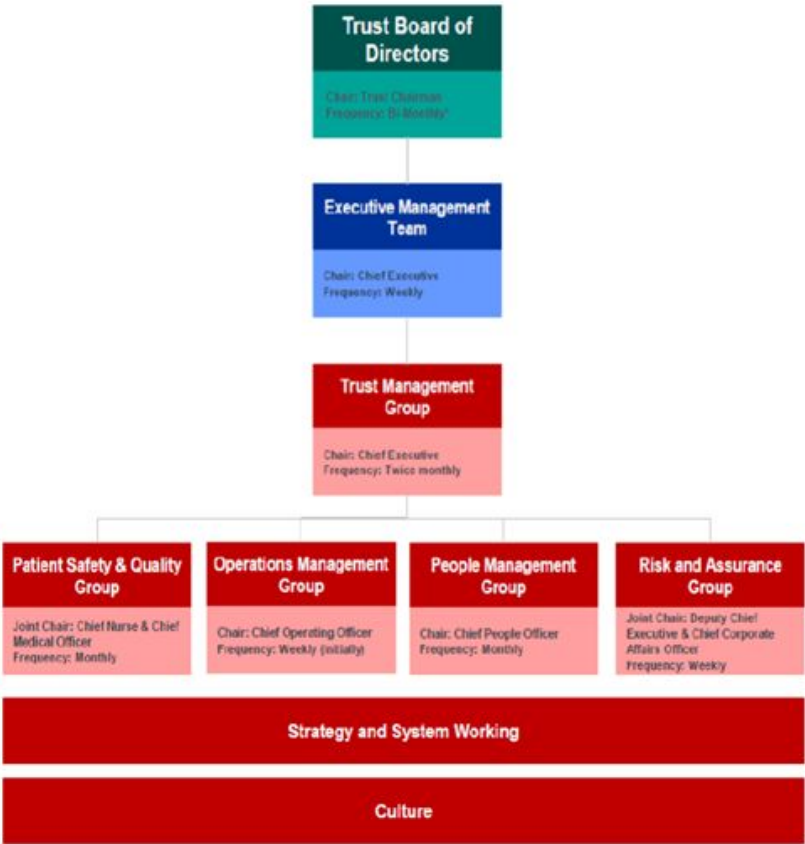 Trust Board of
Directors
Chair: Trust Chairman
Frequency: Bi-Monthly*
Executive Management
Team
Chair: Chief Executive
Frequency: Weekly
Trust Management
Group
Chair: Chief Executive
Frequency: Twice monthly
Patient Safety & Quality
Group
Joint Chair: Chief Nurse & Chief
Medical Officer
Frequency: Monthly
Operations Management
Group
Chair: Chief Operating Officer
Frequency: Weekly (initially)
People Management
Group
Chair: Chief People Officer
Frequency: Monthly
Risk and Assurance
Group
Joint Chair: Deputy Chief
Executive & Chief Corporate
Affairs Officer
Frequency: Weekly
Strategy and System Working
Culture